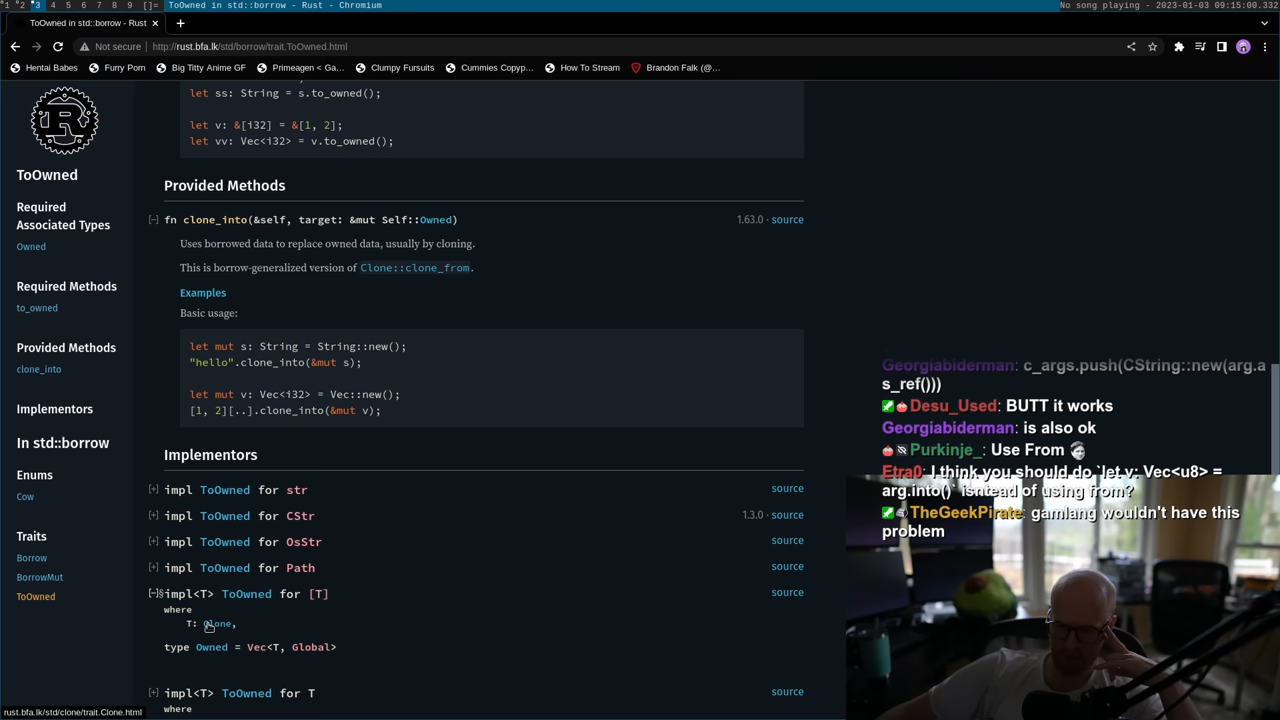 1 2 3 4 5 6 7 8 9 []= ToOwned in std::borrow - Rust - Chromium No song playing - 2023-01-03 09:15:00.332
ToOwned in std::borrow - Rust
Not secure http://rust.bfa.lk/std/borrow/trait.ToOwned.html
Hentai Babes Furry Porn Big Titty Anime GF Primeagen < Ga… Clumpy Fursuits Cummies Copyp… How To Stream Brandon Falk (@…
ToOwned
Required
Associated Types
Owned
Required Methods
to_owned
Provided Methods
clone_into
Implementors
In std::borrow
Enums
Cow
Traits
Borrow
BorrowMut
ToOwned
let ss: String = s.to_owned();
let v: &[i32] = &[1, 2];
let vv: Vec<i32> = v.to_owned();
Provided Methods
[-] fn clone_into(&self, target: &mut Self::Owned) 1.63.0 · source
Uses borrowed data to replace owned data, usually by cloning.
This is borrow-generalized version of Clone::clone_from.
Examples
Basic usage:
let mut s: String = String::new();
"hello".clone_into(&mut s);
let mut v: Vec<i32> = Vec::new();
[1, 2][..].clone_into(&mut v);
Implementors
[+] impl ToOwned for str source
[+] impl ToOwned for CStr 1.3.0 · source
[+] impl ToOwned for OsStr source
[+] impl ToOwned for Path source
[-]§ impl<T> ToOwned for [T] source
where
T: Clone,
type Owned = Vec<T, Global>
[+] impl<T> ToOwned for T source
where
rust.bfa.lk/std/clone/trait.Clone.html
Georgiabiderman: c_args.push(CString::new(arg.a
s_ref()))
Desu_Used: BUTT it works
Georgiabiderman: is also ok
Purkinje_: Use From
Etra0: I think you should do `let v: Vec<u8> =
arg.into()` isntead of using from?
TheGeekPirate: gamlang wouldn't have this
problem